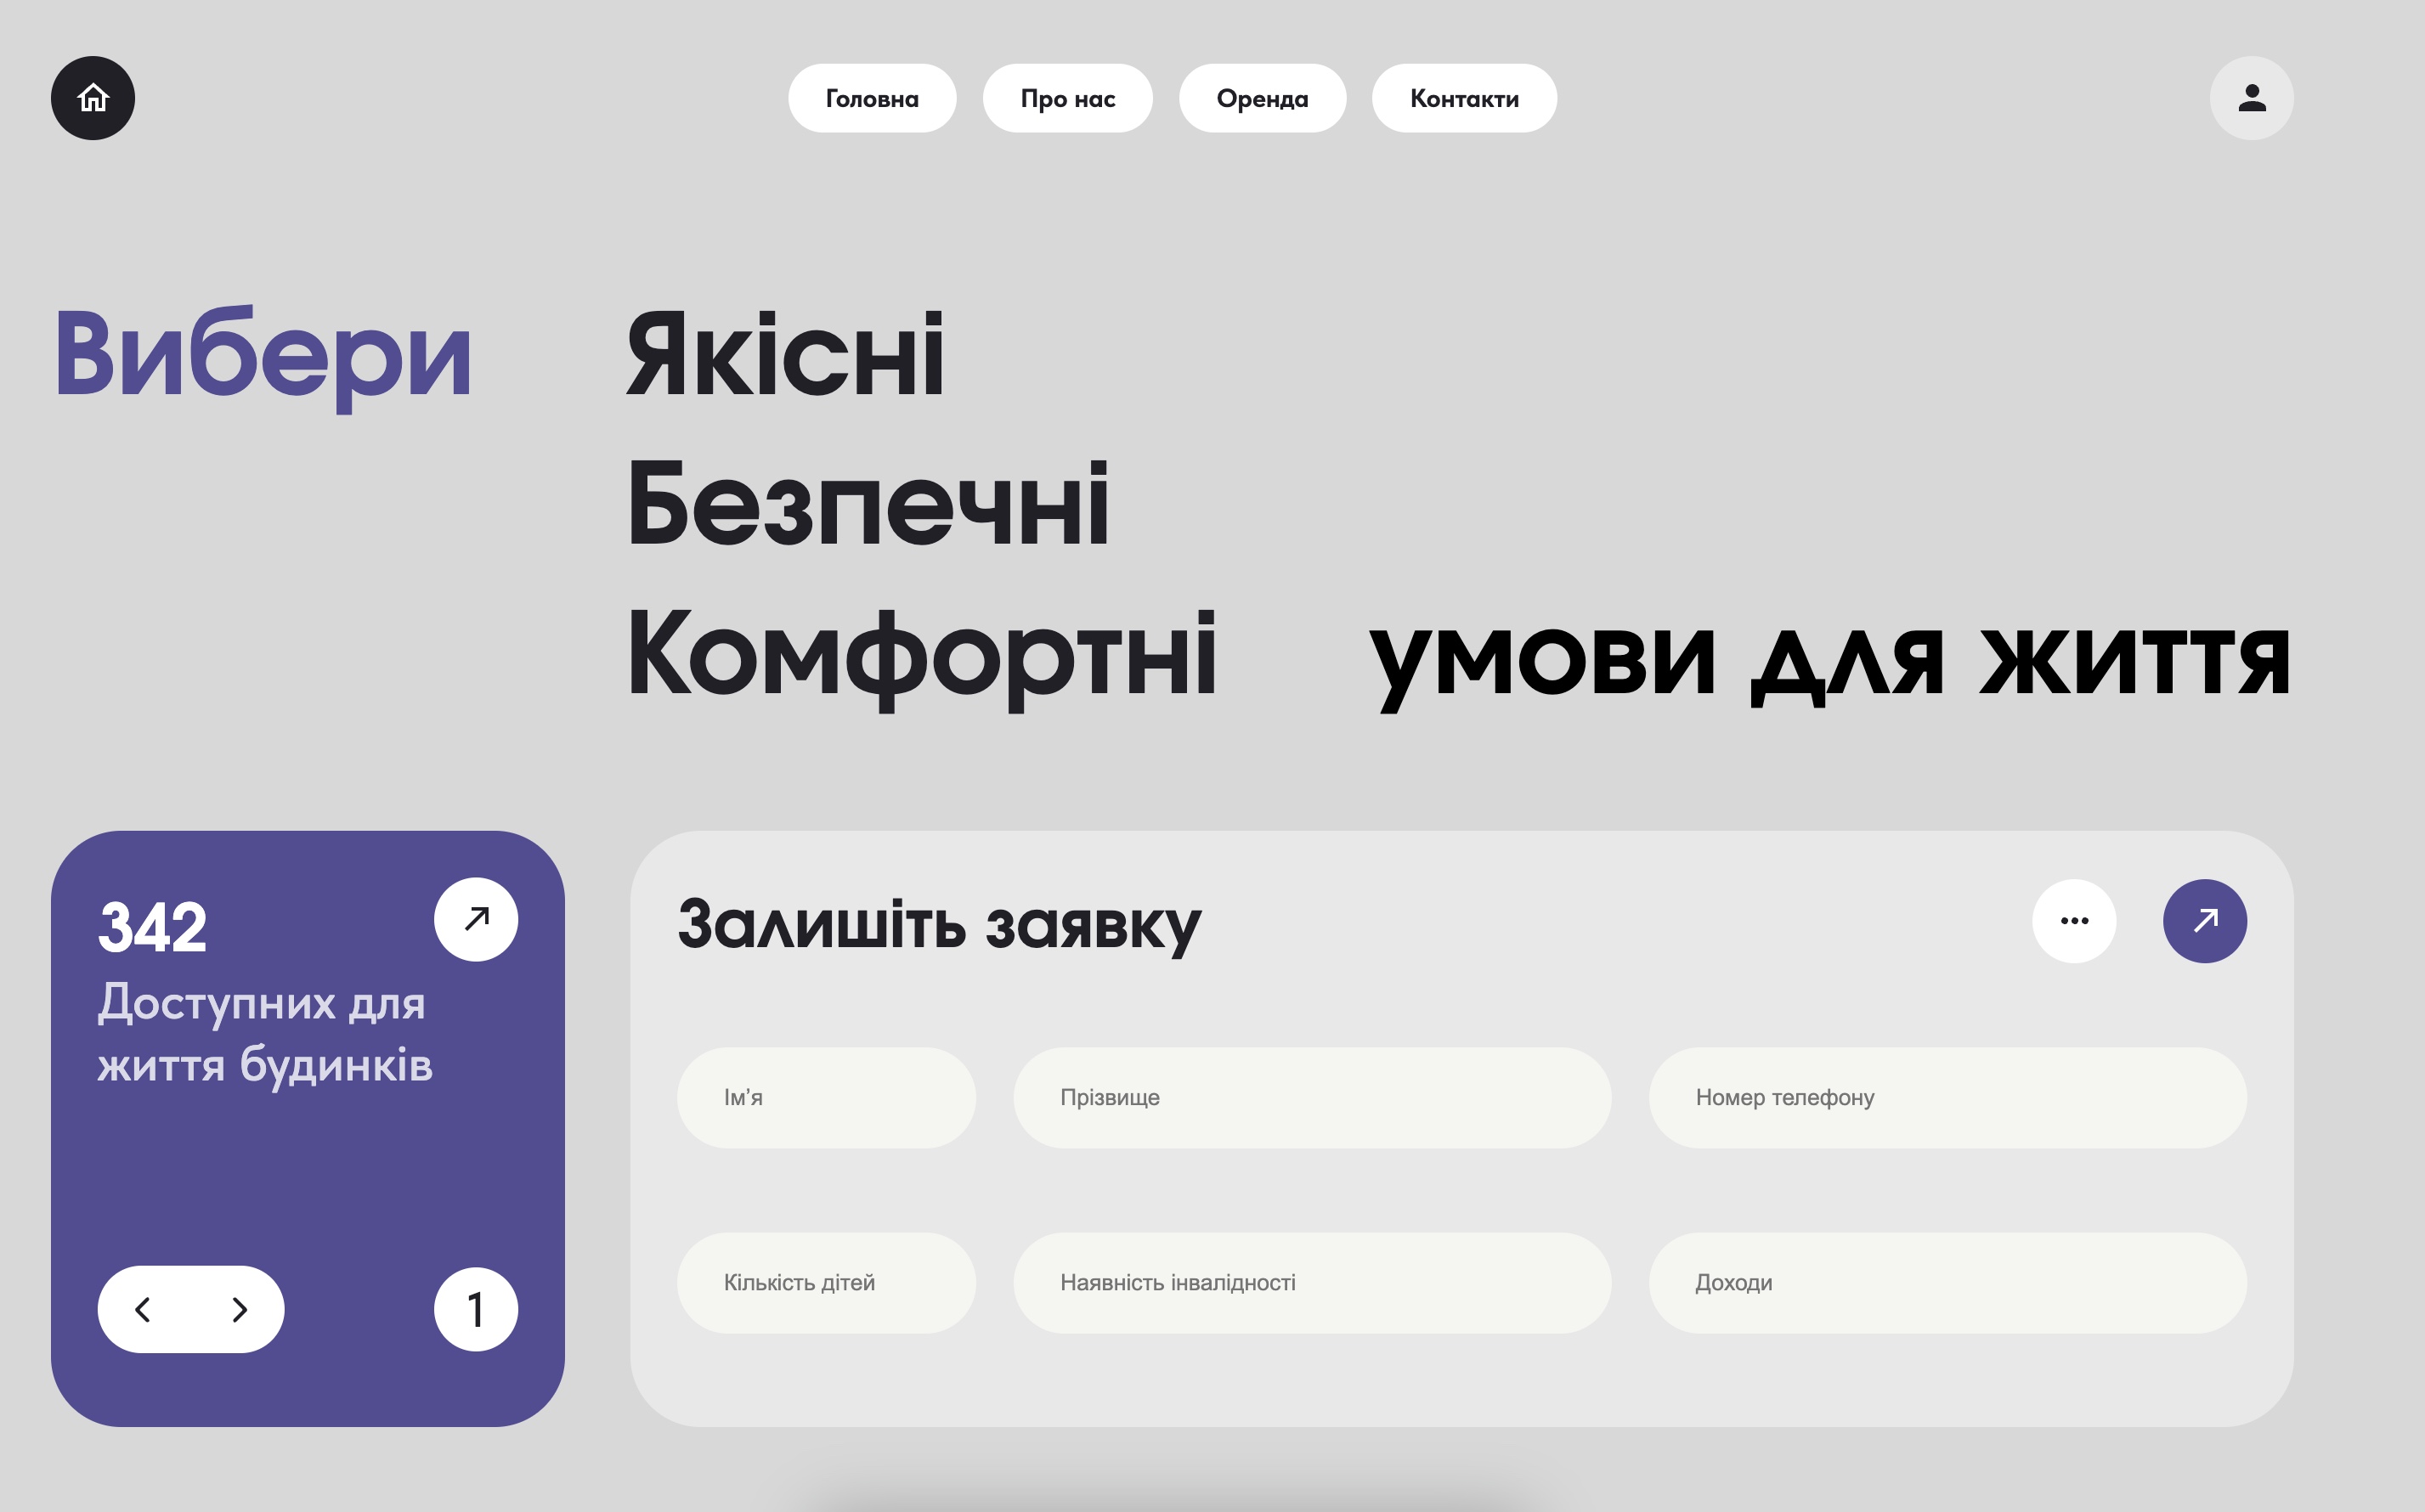 Головна
Про нас
Оренда
Контакти
Вибери
Якісні
Безпечні
Комфортні
умови для життя
342
Доступних для
життя будинків
1
Залишіть заявку
Ім’я
Прізвище
Номер телефону
Кількість дітей
Наявність інвалідності
Доходи